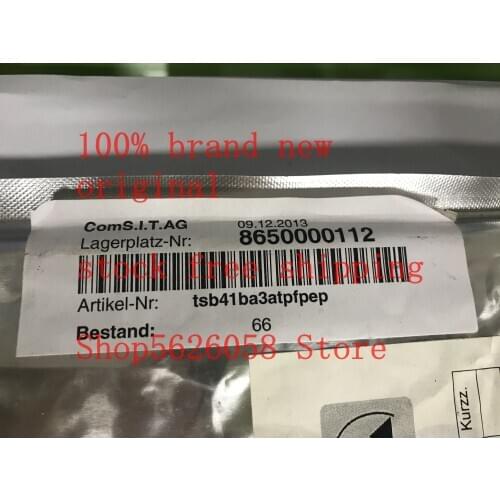 100% brand new
original
ComS.I.T.AG 09.12.2013
Lagerplatz-Nr: 8650000112
stock free shipping
Artikel-Nr: tsb41ba3atpfpep
Bestand: 66
Shop5626058 Store
Kurzz.